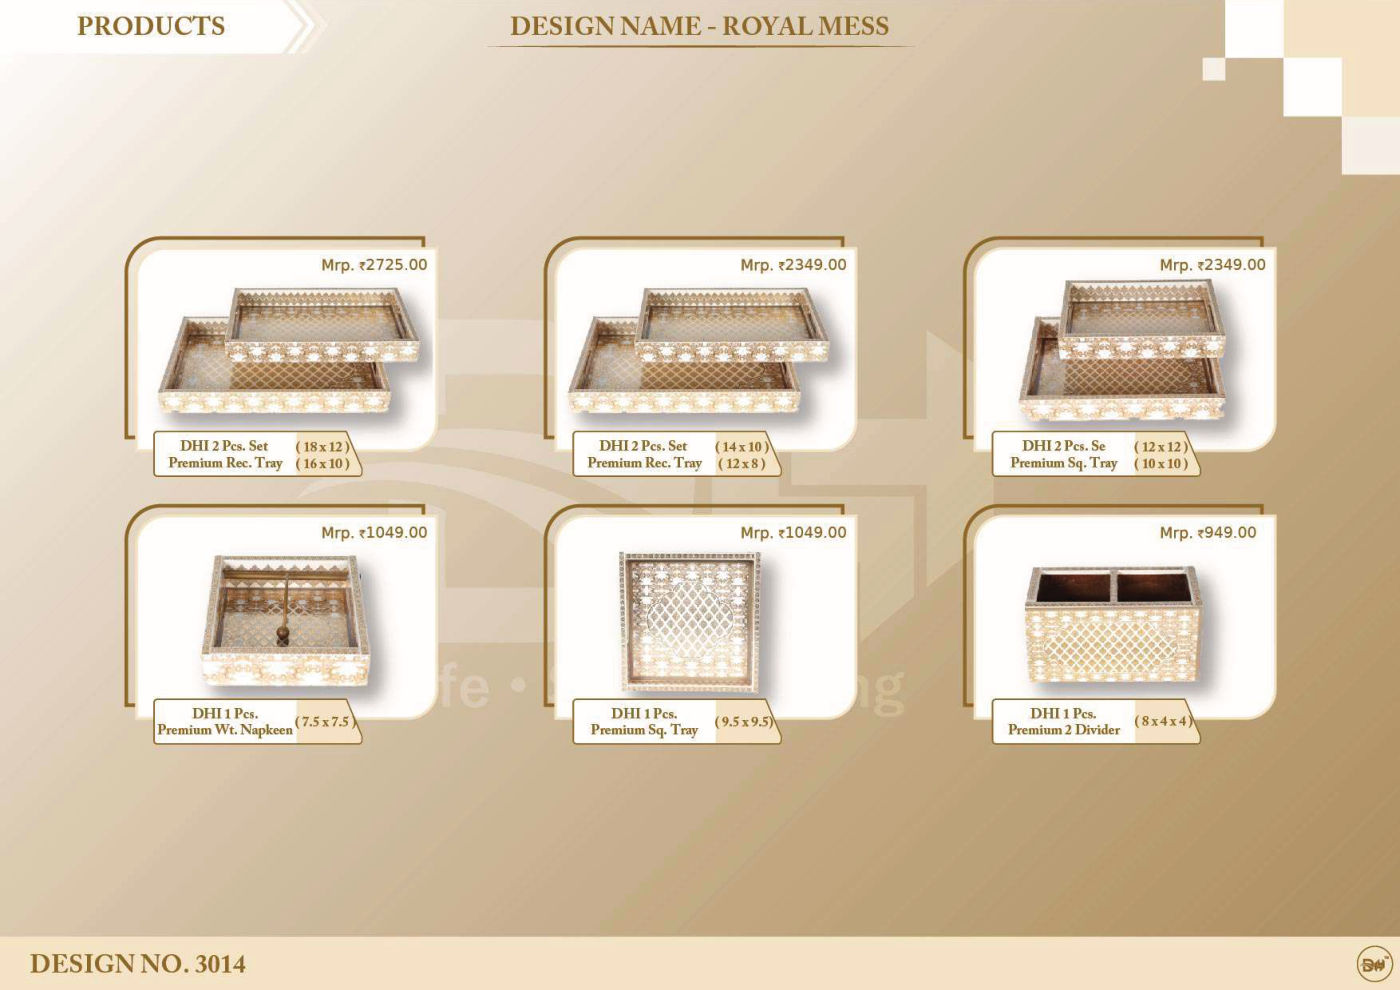 PRODUCTS
DESIGN NAME - ROYAL MESS
Mrp. ₹2725.00
DHI 2 Pcs. Set ( 18 x 12 )
Premium Rec. Tray ( 16 x 10 )
Mrp. ₹2349.00
DHI 2 Pcs. Set ( 14 x 10 )
Premium Rec. Tray ( 12 x 8 )
Mrp. ₹2349.00
DHI 2 Pcs. Se ( 12 x 12 )
Premium Sq. Tray ( 10 x 10 )
Mrp. ₹1049.00
DHI 1 Pcs.
Premium Wt. Napkeen ( 7.5 x 7.5 )
Mrp. ₹1049.00
DHI 1 Pcs.
Premium Sq. Tray ( 9.5 x 9.5)
Mrp. ₹949.00
DHI 1 Pcs.
Premium 2 Divider ( 8 x 4 x 4 )
DESIGN NO. 3014